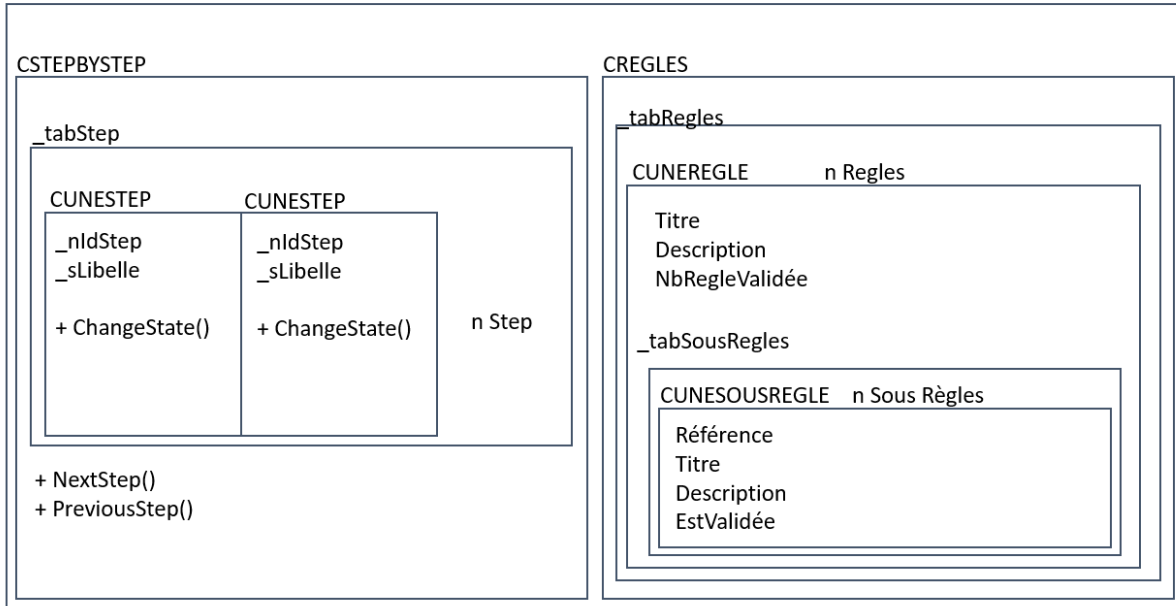 CSTEPBYSTEP
_tabStep
CUNESTEP
_nIdStep
_sLibelle
+ ChangeState()
CUNESTEP
_nIdStep
_sLibelle
+ ChangeState()
n Step
+ NextStep()
+ PreviousStep()
CREGLES
_tabRegles
CUNEREGLE n Regles
Titre
Description
NbRegleValidée
_tabSousRegles
CUNESOUSREGLE n Sous Règles
Référence
Titre
Description
EstValidée